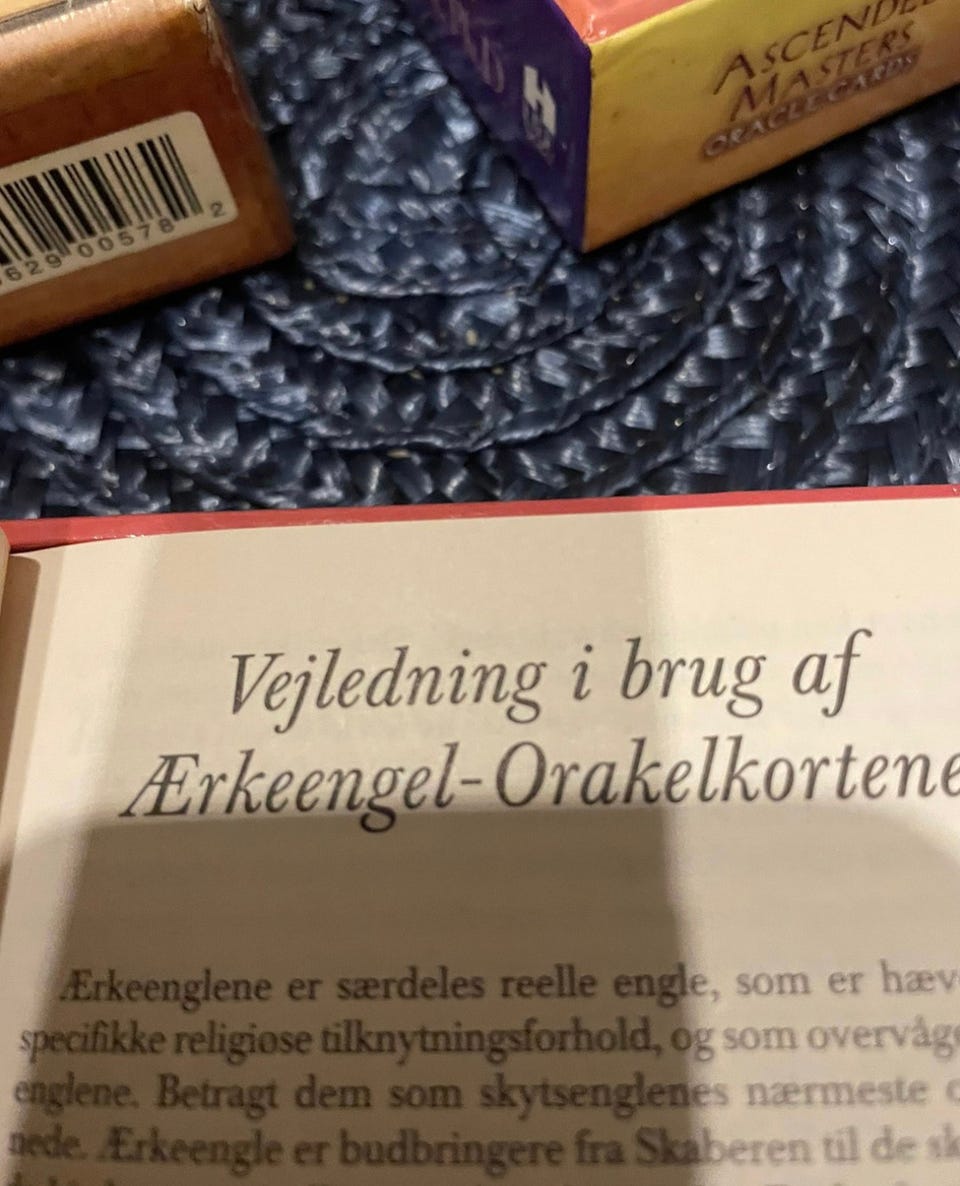 ASCENDED
MASTERS
ORACLE CARDS
629 00578 2
Vejledning i brug af
Ærkeengel-Orakelkortene
Ærkeenglene er særdeles reelle engle, som er hæv
specifikke religiøse tilknytningsforhold, og som overvåge
englene. Betragt dem som skytsenglenes nærmeste
nede. Ærkeengle er budbringere fra Skaberen til de sk